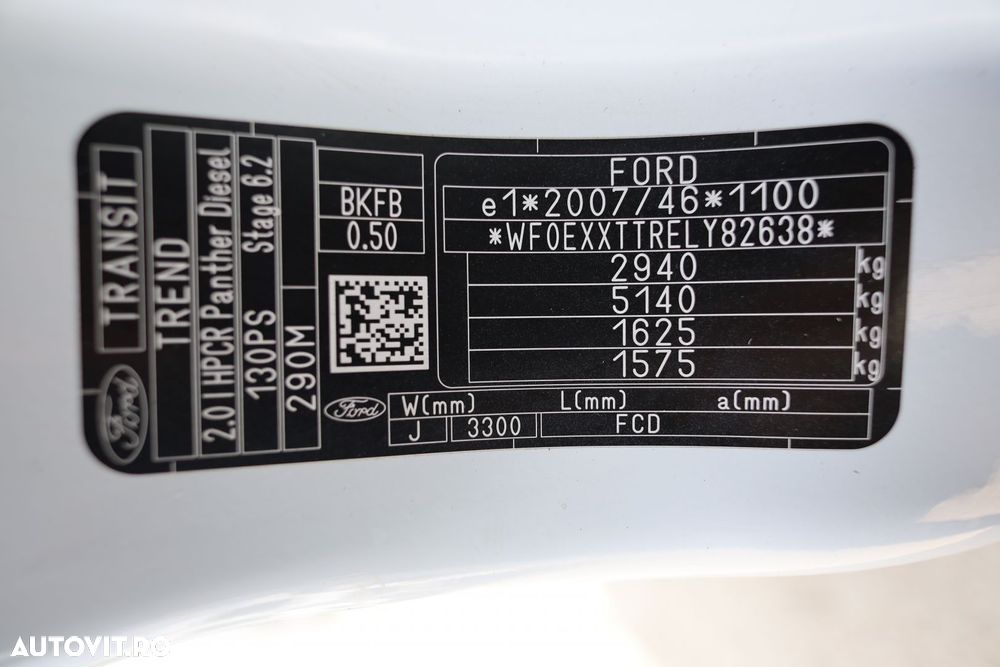 TRANSIT
TREND
2.0 l HPCR Panther Diesel
130PS Stage 6.2
290M
BKFB
0.50
FORD
e1*2007/46*1100
*WF0EXXTTRELY82638*
2940 kg
5140 kg
1625 kg
1575 kg
Ford
Ford
W(mm) L(mm) a(mm)
J 3300 FCD
AUTOVIT.RO